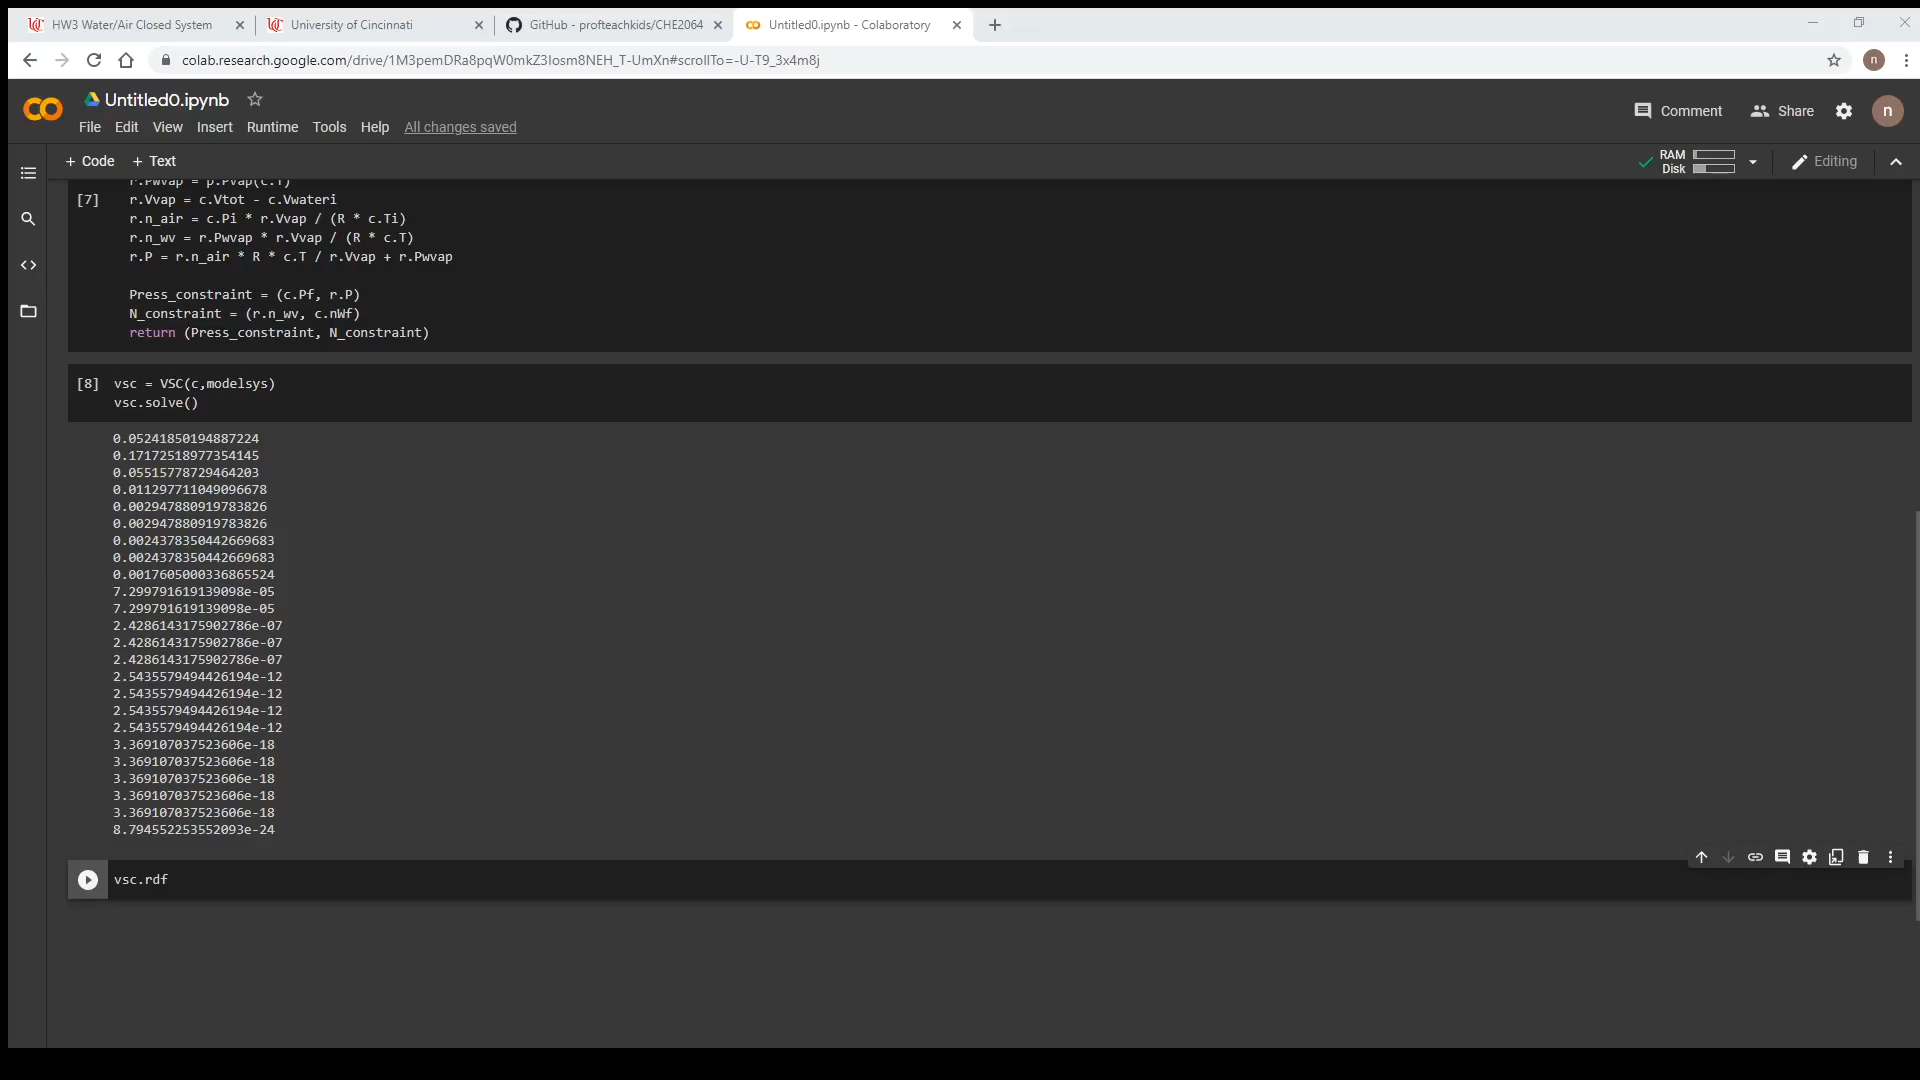 HW3 Water/Air Closed System
University of Cincinnati
GitHub - profteachkids/CHE2064
Untitled0.ipynb - Colaboratory
colab.research.google.com/drive/1M3pemDRa8pqW0mkZ3Iosm8NEH_T-UmXn#scrollTo=-U-T9_3x4m8j
n
CO
Untitled0.ipynb
Comment
Share
n
File Edit View Insert Runtime Tools Help All changes saved
+ Code + Text
RAM
Disk
Editing
r.Pwvap = p.Pvap(c.T)
[7] r.Vvap = c.Vtot - c.Vwateri
r.n_air = c.Pi * r.Vvap / (R * c.Ti)
r.n_wv = r.Pwvap * r.Vvap / (R * c.T)
r.P = r.n_air * R * c.T / r.Vvap + r.Pwvap
Press_constraint = (c.Pf, r.P)
N_constraint = (r.n_wv, c.nWf)
return (Press_constraint, N_constraint)
[8] vsc = VSC(c,modelsys)
vsc.solve()
0.05241850194887224
0.17172518977354145
0.05515778729464203
0.011297711049096678
0.002947880919783826
0.002947880919783826
0.0024378350442669683
0.0024378350442669683
0.0017605000336865524
7.299791619139098e-05
7.299791619139098e-05
2.4286143175902786e-07
2.4286143175902786e-07
2.4286143175902786e-07
2.5435579494426194e-12
2.5435579494426194e-12
2.5435579494426194e-12
2.5435579494426194e-12
3.369107037523606e-18
3.369107037523606e-18
3.369107037523606e-18
3.369107037523606e-18
3.369107037523606e-18
8.794552253552093e-24
vsc.rdf